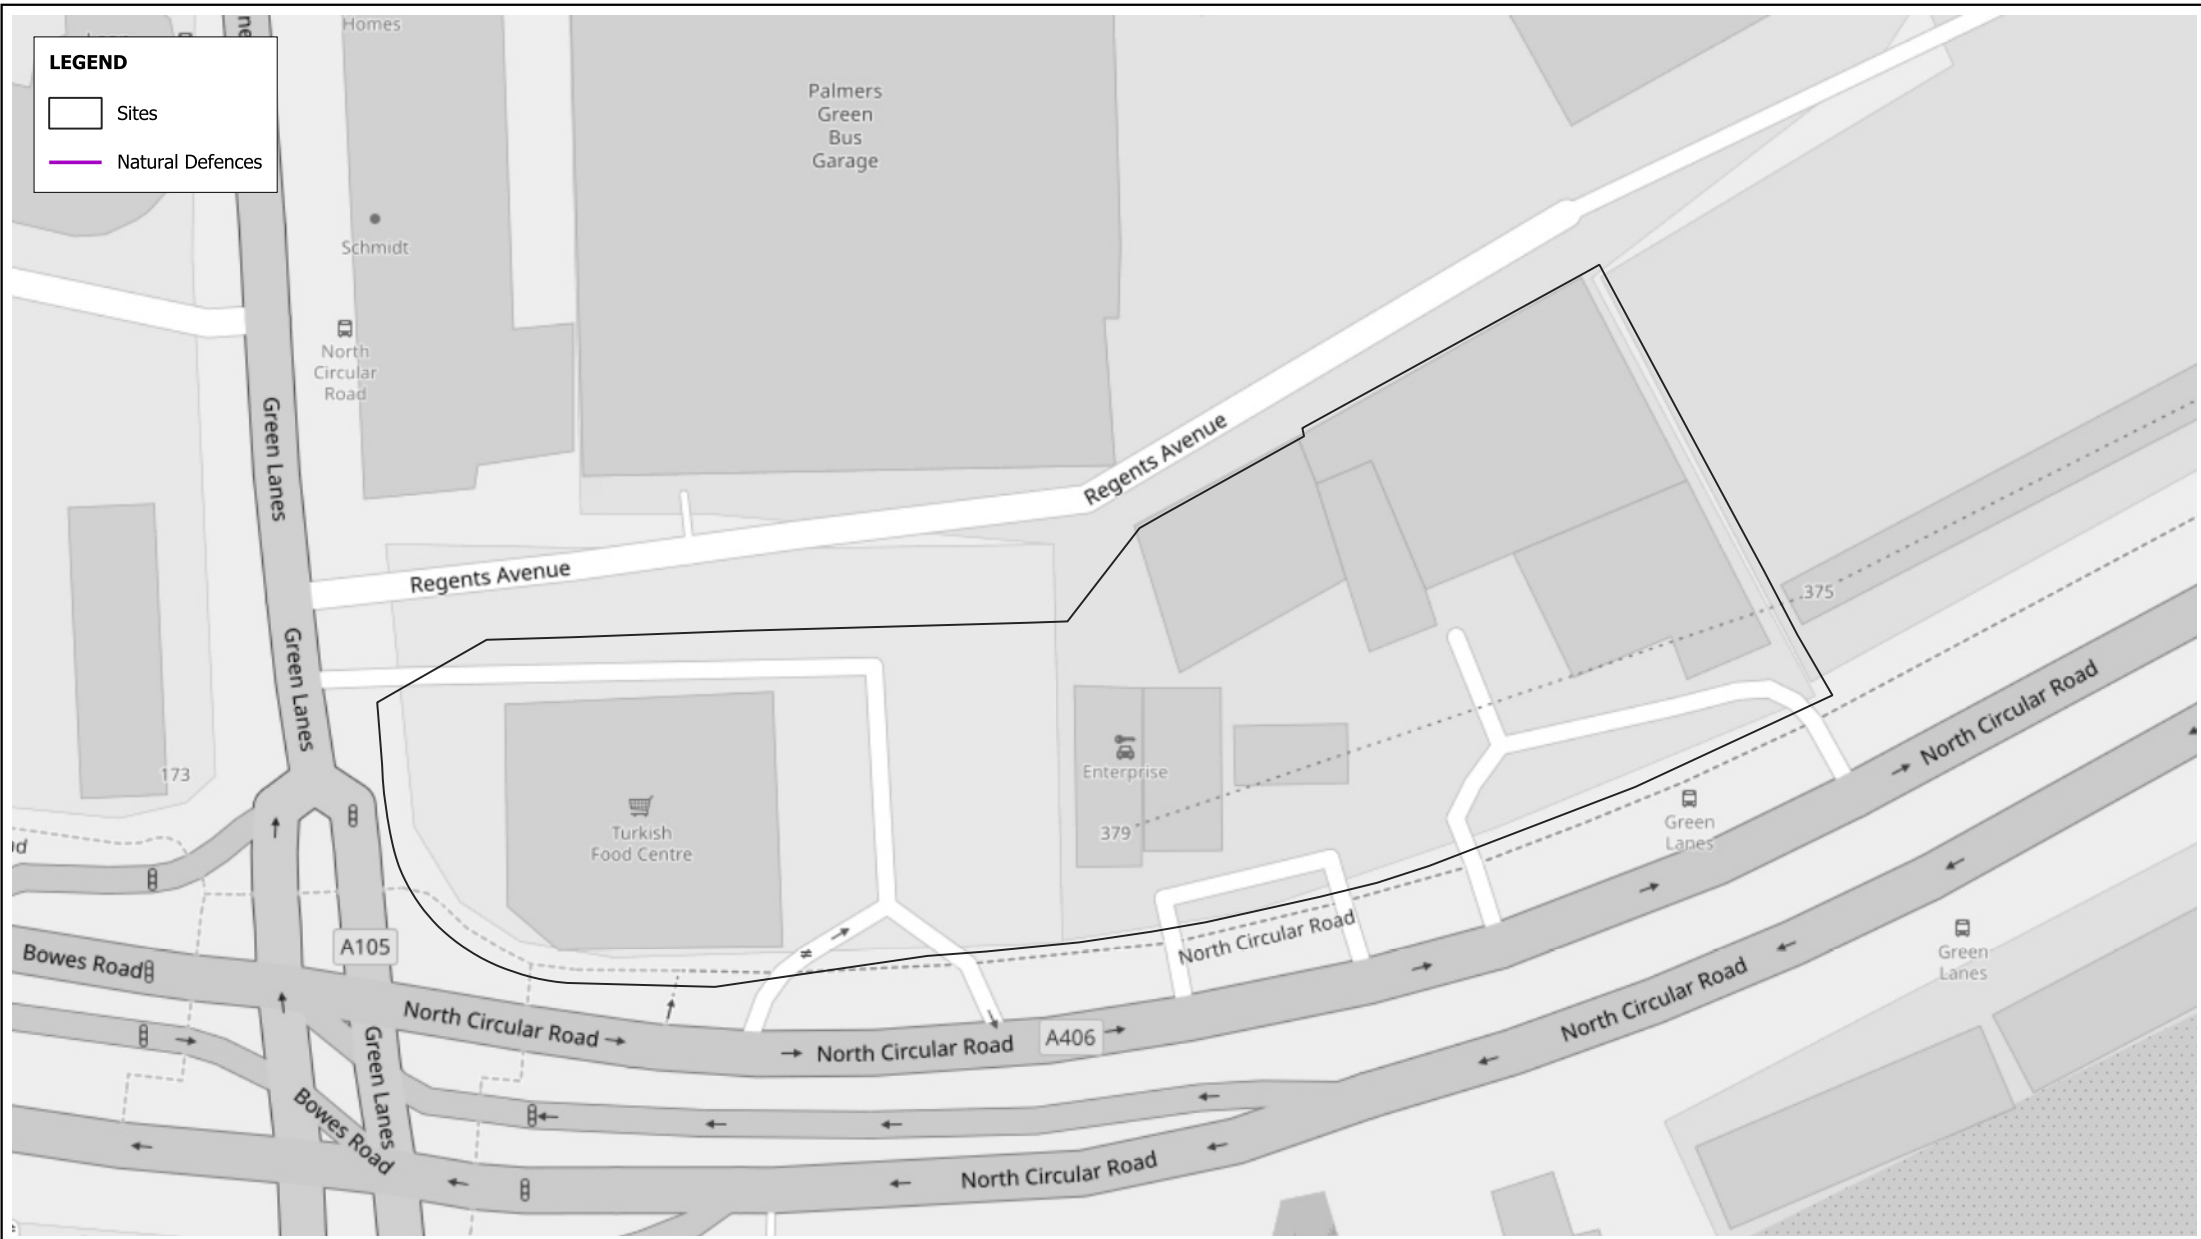 LEGEND
Sites
Natural Defences
ne
Homes
Palmers
Green
Bus
Garage
Schmidt
North
Circular
Road
Green Lanes
Regents Avenue
Regents Avenue
Green Lanes
173
375
Enterprise
379
Turkish
Food Centre
Green
Lanes
North Circular Road
North Circular Road
A105
Bowes Road
North Circular Road
North Circular Road
A406
Green
Lanes
North Circular Road
Green Lanes
Bowes Road
North Circular Road